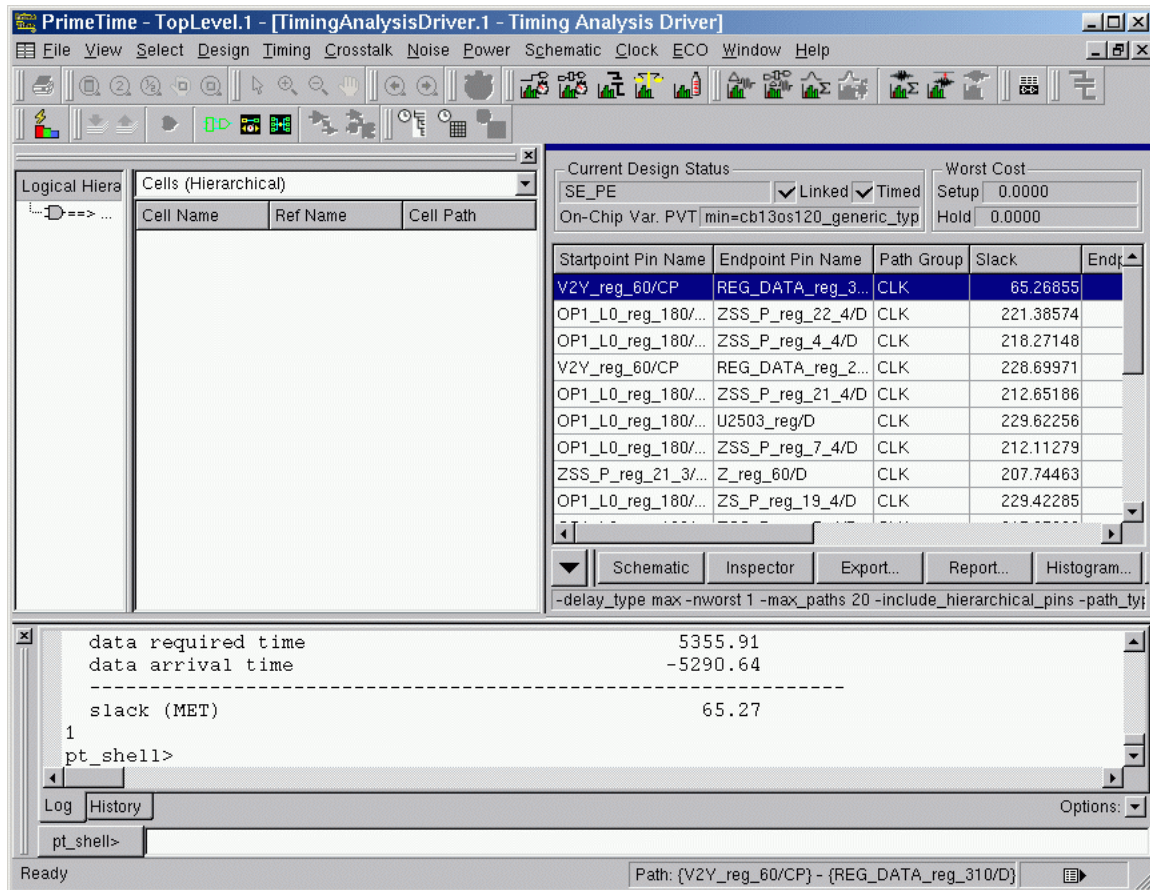 PrimeTime - TopLevel.1 - [TimingAnalysisDriver.1 - Timing Analysis Driver]
File View Select Design Timing Crosstalk Noise Power Schematic Clock ECO Window Help
Logical Hiera
==> ...
Cells (Hierarchical)
Cell Name Ref Name Cell Path
Current Design Status
SE_PE Linked Timed
On-Chip Var. PVT min=cb13os120_generic_typ
Worst Cost
Setup 0.0000
Hold 0.0000
Startpoint Pin Name Endpoint Pin Name Path Group Slack Endp
V2Y_reg_60/CP REG_DATA_reg_3... CLK 65.26855
OP1_L0_reg_180/... ZSS_P_reg_22_4/D CLK 221.38574
OP1_L0_reg_180/... ZSS_P_reg_4_4/D CLK 218.27148
V2Y_reg_60/CP REG_DATA_reg_2... CLK 228.69971
OP1_L0_reg_180/... ZSS_P_reg_21_4/D CLK 212.65186
OP1_L0_reg_180/... U2503_reg/D CLK 229.62256
OP1_L0_reg_180/... ZSS_P_reg_7_4/D CLK 212.11279
ZSS_P_reg_21_3/... Z_reg_60/D CLK 207.74463
OP1_L0_reg_180/... ZS_P_reg_19_4/D CLK 229.42285
Schematic Inspector Export... Report... Histogram...
-delay_type max -nworst 1 -max_paths 20 -include_hierarchical_pins -path_typ
data required time 5355.91
data arrival time -5290.64
---------------------------------------------------------------
slack (MET) 65.27
1
pt_shell>
Log History Options:
pt_shell>
Ready Path: {V2Y_reg_60/CP} - {REG_DATA_reg_310/D}